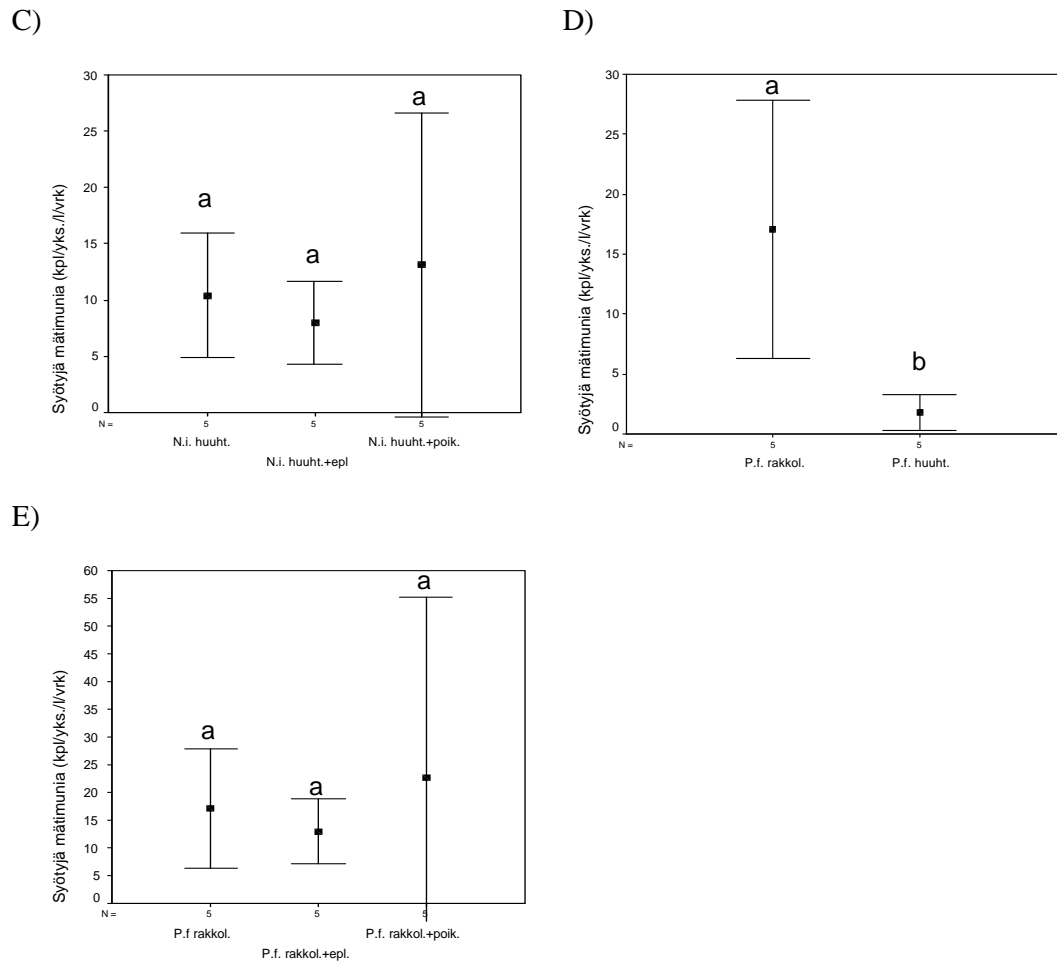 C)
30
25
20
15
10
5
0
Syötyjä mätimunia (kpl/yks./l/vrk)
a
a
a
N =
5
5
5
N.i. huuht.
N.i. huuht.+poik.
N.i. huuht.+epl
D)
30
25
20
15
10
5
0
Syötyjä mätimunia (kpl/yks./l/vrk)
a
b
N =
5
5
P.f. rakkol.
P.f. huuht.
E)
60
55
50
45
40
35
30
25
20
15
10
5
0
Syötyjä mätimunia (kpl/yks./l/vrk)
a
a
a
N =
5
5
5
P.f rakkol.
P.f. rakkol.+poik.
P.f. rakkol.+epl.